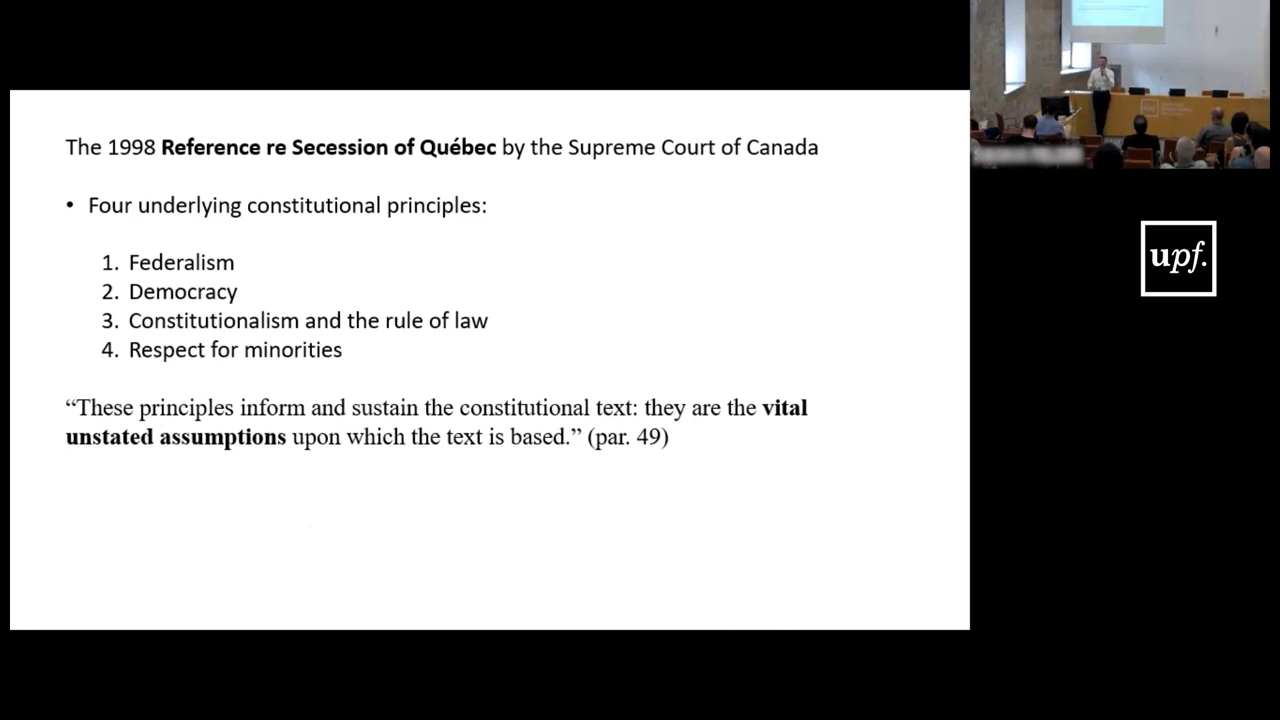 The 1998 Reference re Secession of Québec by the Supreme Court of Canada
• Four underlying constitutional principles:
1. Federalism
2. Democracy
3. Constitutionalism and the rule of law
4. Respect for minorities
“These principles inform and sustain the constitutional text: they are the vital
unstated assumptions upon which the text is based.” (par. 49)
upf.